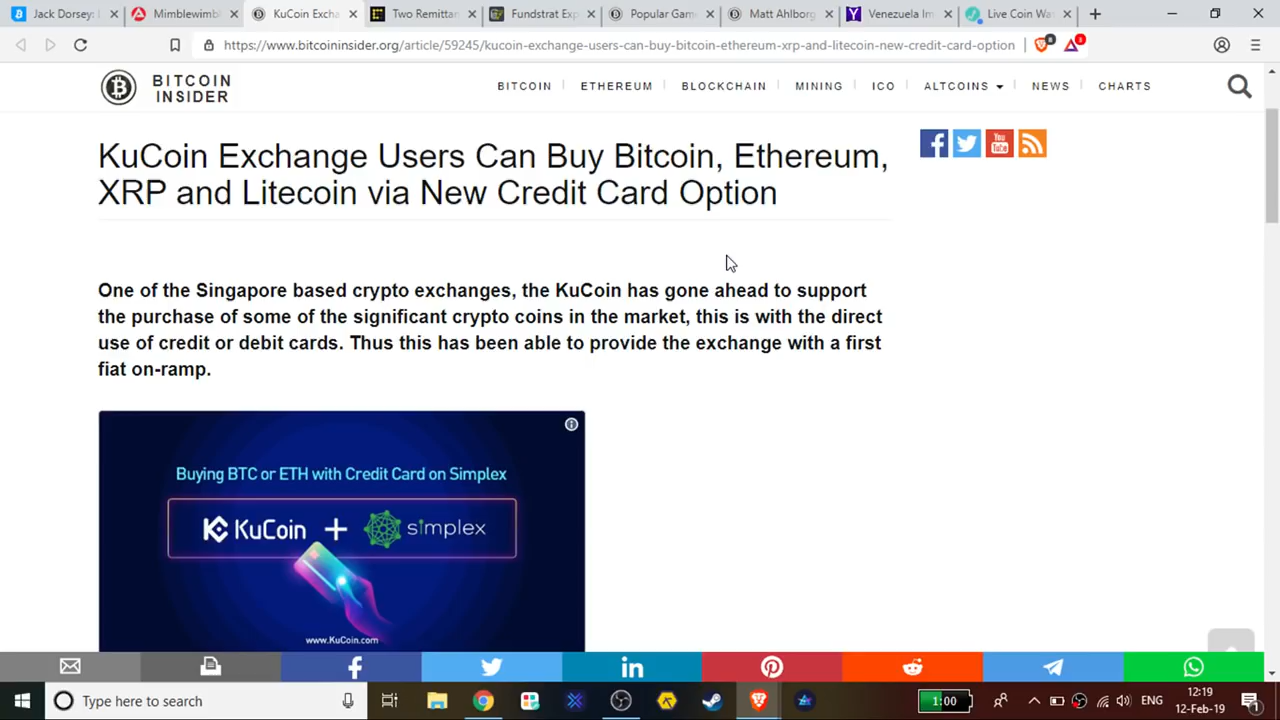 Jack Dorsey:
Mimblewimbl
KuCoin Excha
Two Remittan
Fundstrat Exp
Popular Game
Matt Ahlborg
Venezuela Im
Live Coin Wa
https://www.bitcoininsider.org/article/59245/kucoin-exchange-users-can-buy-bitcoin-ethereum-xrp-and-litecoin-new-credit-card-option
BITCOIN
INSIDER
BITCOIN
ETHEREUM
BLOCKCHAIN
MINING
ICO
ALTCOINS
NEWS
CHARTS
KuCoin Exchange Users Can Buy Bitcoin, Ethereum,
XRP and Litecoin via New Credit Card Option
You
Tube
One of the Singapore based crypto exchanges, the KuCoin has gone ahead to support
the purchase of some of the significant crypto coins in the market, this is with the direct
use of credit or debit cards. Thus this has been able to provide the exchange with a first
fiat on-ramp.
Buying BTC or ETH with Credit Card on Simplex
KuCoin + simplex
www.KuCoin.com
Type here to search
1:00
ENG
12:19
12-Feb-19